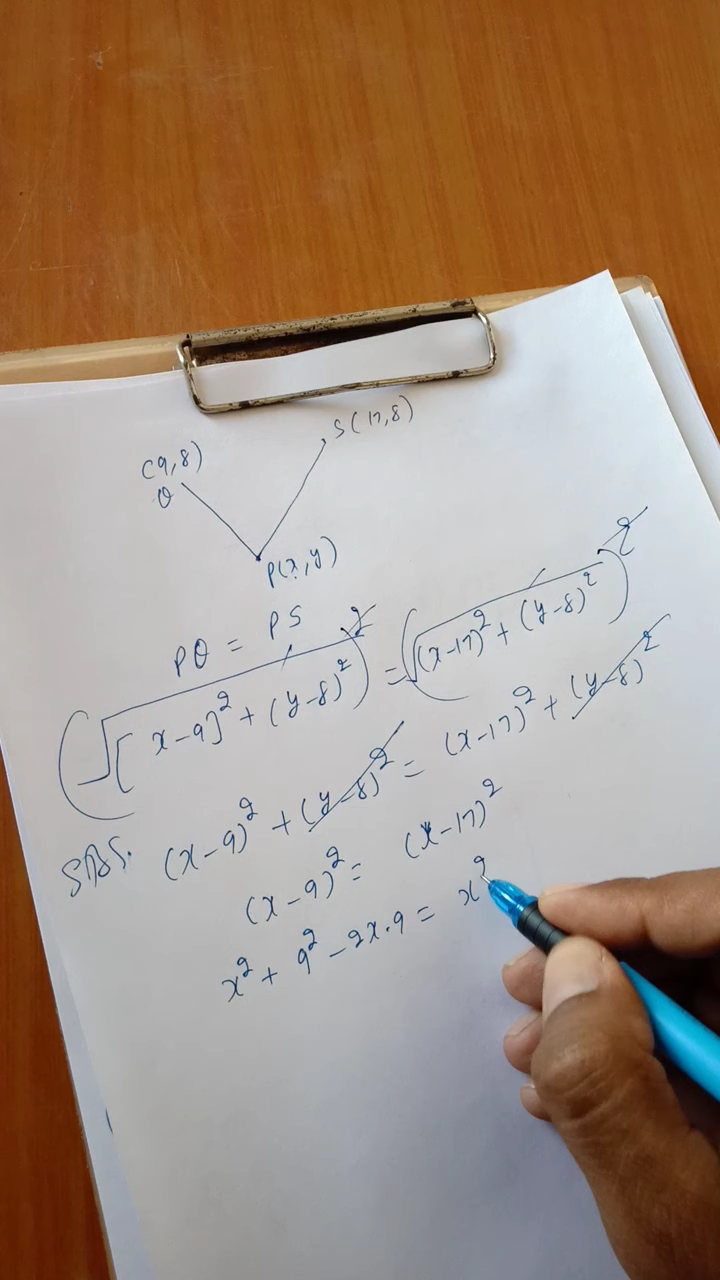 S(17,8)
(9,8)
Q
P(x,y)
PQ = PS
(√[x-9]²+(y-8)²)² = (√(x-17)²+(y-8)²)²
SBS. (x-9)²+(y-8)² = (x-17)²+(y-8)²
(x-9)² = (x-17)²
x²+9²-2x·9 = x²